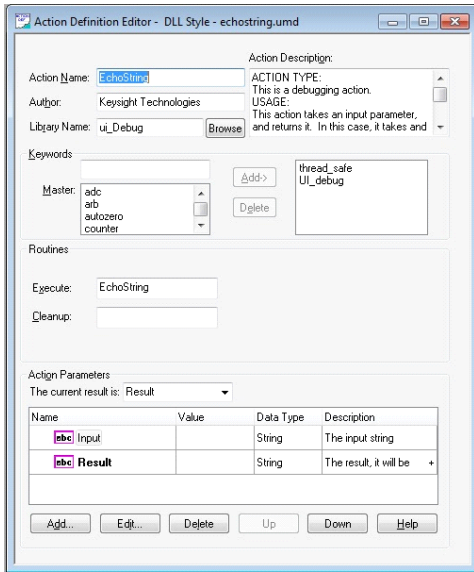 Action Definition Editor - DLL Style - echostring.umd
Action Description:
Action Name: EchoString
ACTION TYPE:
This is a debugging action.
USAGE:
This action takes an input parameter,
and returns it. In this case, it takes and
Author: Keysight Technologies
Library Name: ui_Debug Browse
Keywords
Master:
adc
arb
autozero
counter
Add->
Delete
thread_safe
UI_debug
Routines
Execute: EchoString
Cleanup:
Action Parameters
The current result is: Result
Name Value Data Type Description
abc Input String The input string
abc Result String The result, it will be +
Add... Edit... Delete Up Down Help